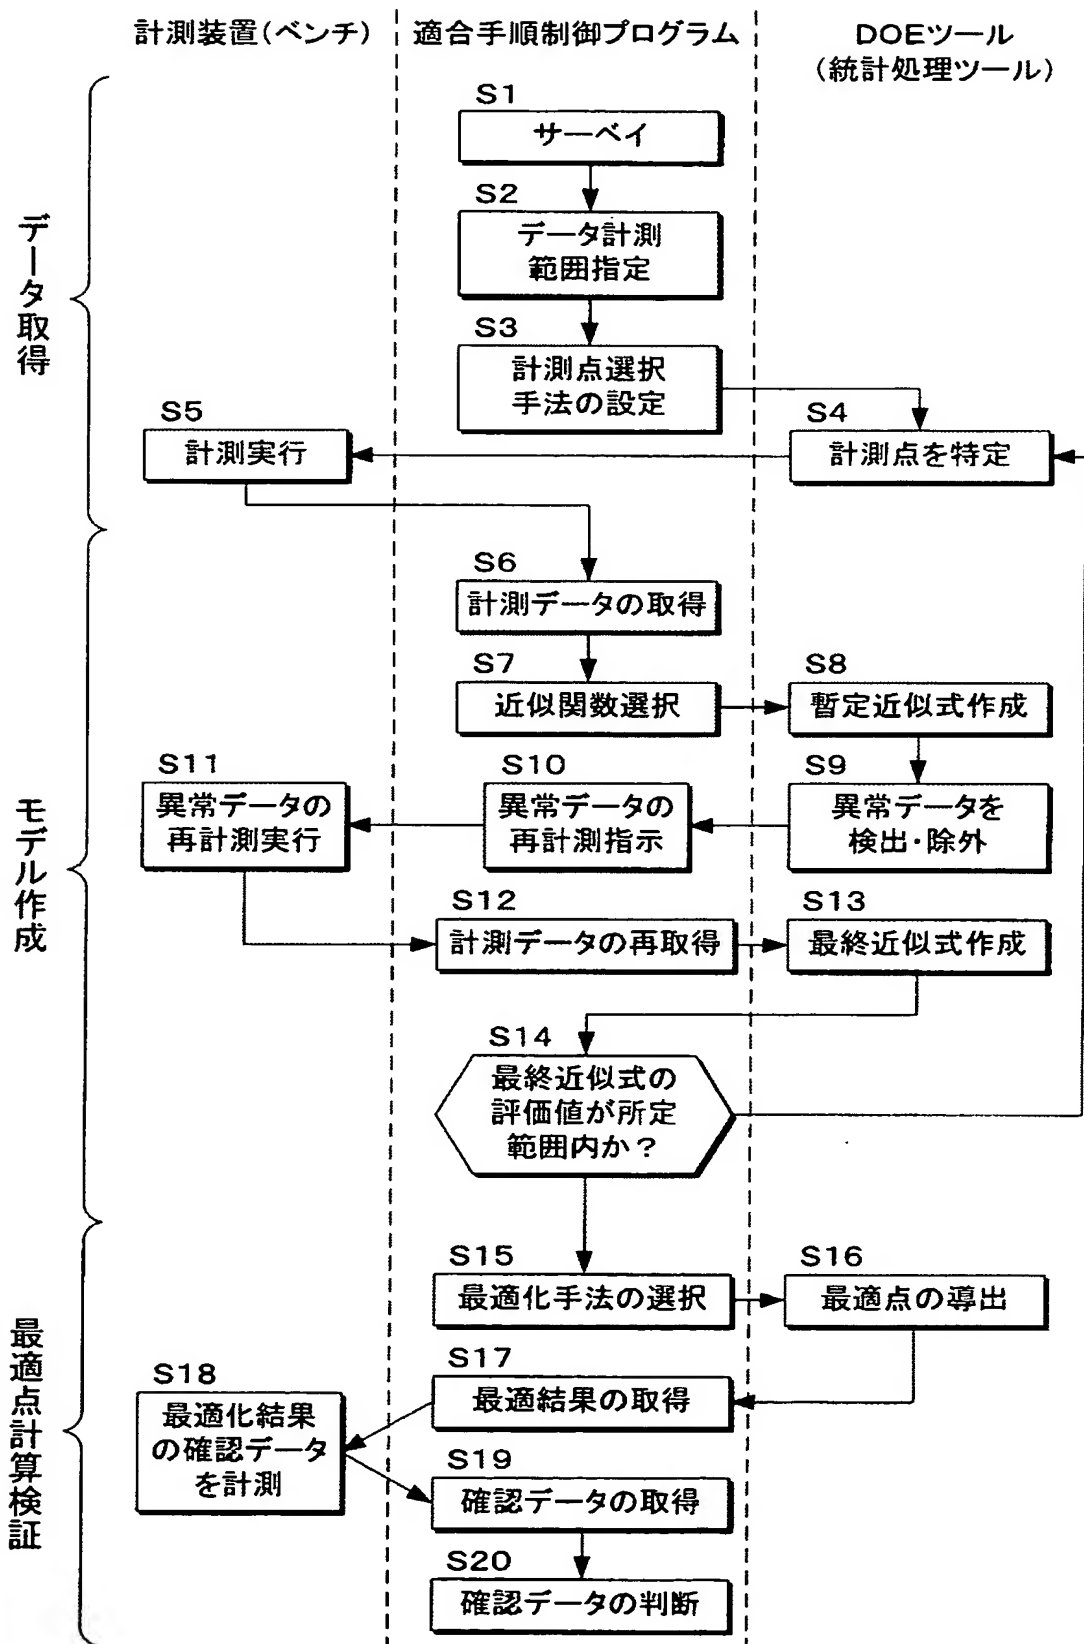 計測装置(ベンチ)
適合手順制御プログラム
DOEツール
(統計処理ツール)
データ取得
S1
サーベイ
S2
データ計測
範囲指定
S3
計測点選択
手法の設定
S4
計測点を特定
S5
計測実行
モデル作成
S6
計測データの取得
S7
近似関数選択
S8
暫定近似式作成
S9
異常データを
検出・除外
S10
異常データの
再計測指示
S11
異常データの
再計測実行
S12
計測データの再取得
S13
最終近似式作成
S14
最終近似式の
評価値が所定
範囲内か?
最適点計算検証
S15
最適化手法の選択
S16
最適点の導出
S17
最適結果の取得
S18
最適化結果
の確認データ
を計測
S19
確認データの取得
S20
確認データの判断